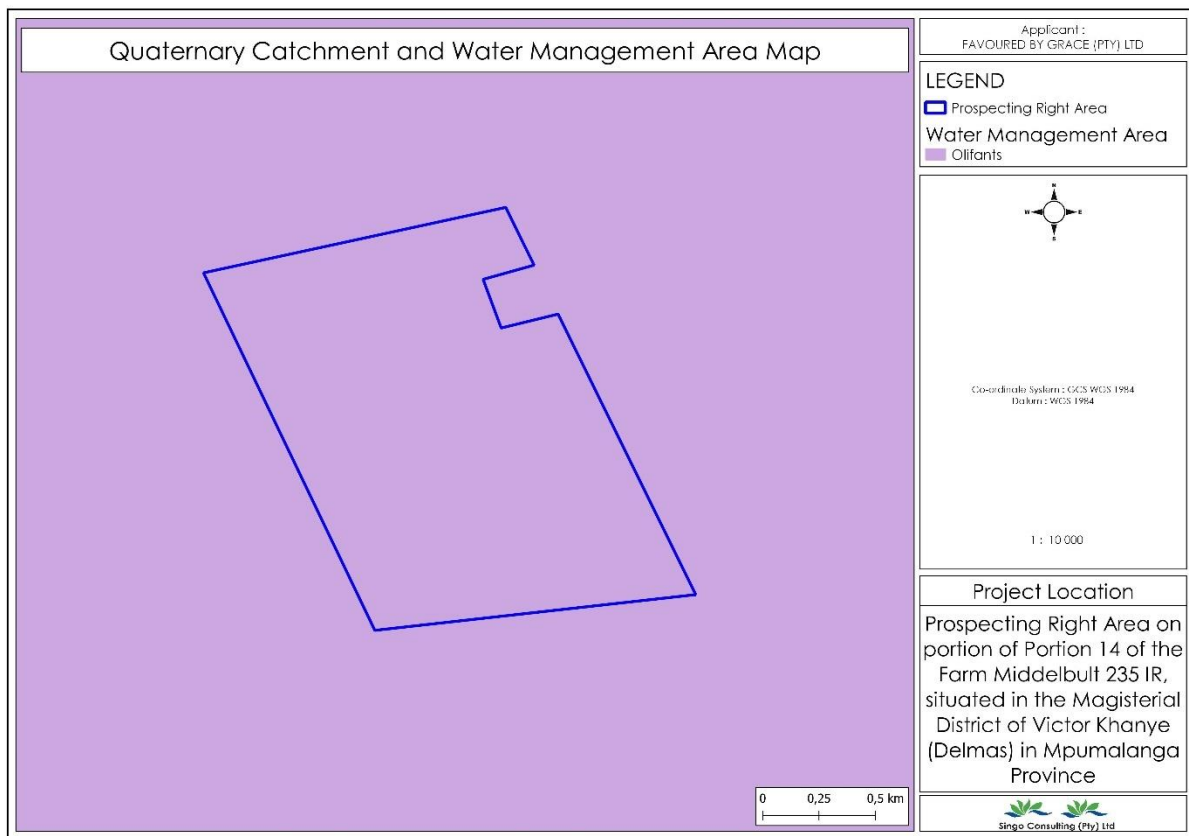 Quaternary Catchment and Water Management Area Map
Applicant :
FAVOURED BY GRACE (PTY) LTD
LEGEND
Prospecting Right Area
Water Management Area
Olifants
N
W E
S
Co-ordinate System : GCS WGS 1984
Datum : WGS 1984
1 : 10 000
Project Location
Prospecting Right Area on
portion of Portion 14 of the
Farm Middelbult 235 IR,
situated in the Magisterial
District of Victor Khanye
(Delmas) in Mpumalanga
Province
0 0,25 0,5 km
Singo Consulting (Pty) Ltd